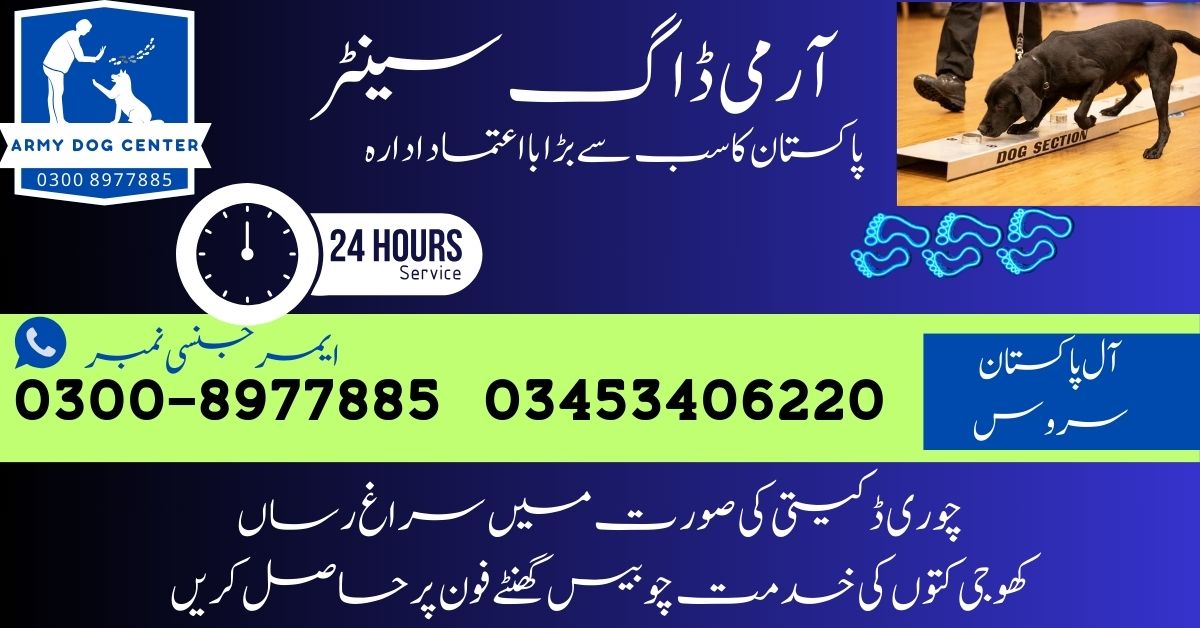 ARMY DOG CENTER
0300 8977885
آرمی ڈاگ سینٹر
پاکستان کا سب سے بڑا بااعتماد ادارہ
DOG SECTION
24 HOURS
Service
ایمرجنسی نمبر
0300-8977885 03453406220
آل پاکستان
سروس
چوری ڈکیتی کی صورت میں سراغ رساں
کھوجی کتوں کی خدمت چوبیس گھنٹے فون پر حاصل کریں